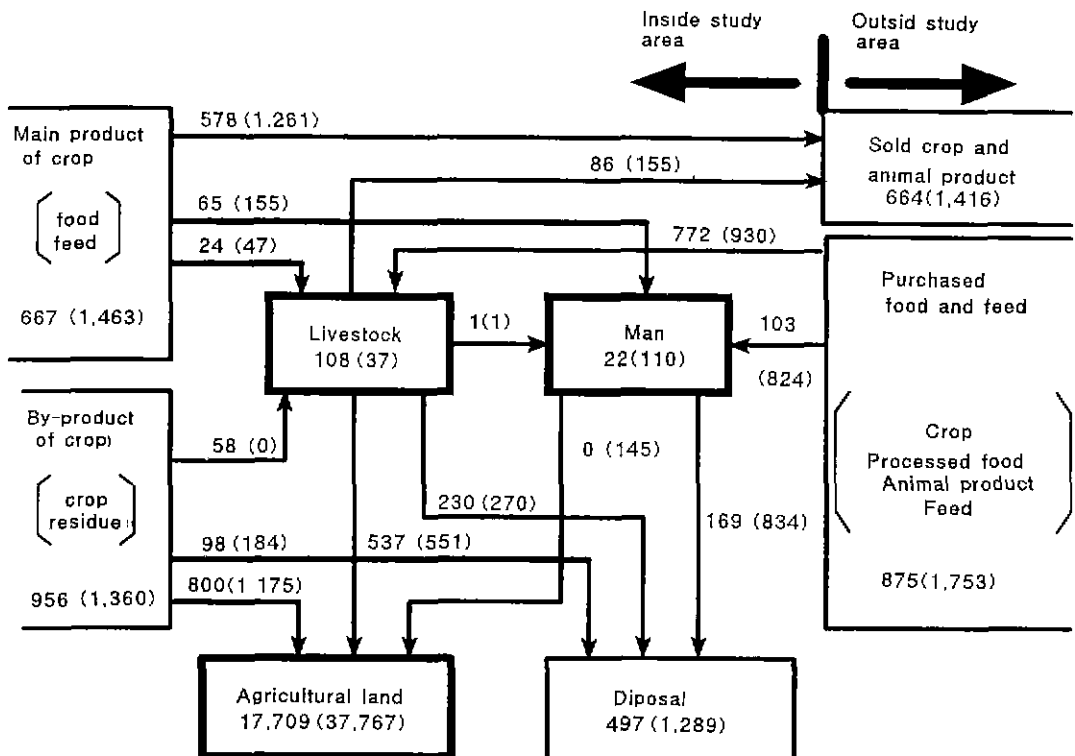 Inside study
area
Outsid study
area
Main product
of crop
food
feed
667 (1,463)
578 (1.261)
86 (155)
65 (155)
24 (47)
772 (930)
Sold crop and
animal product
664(1,416)
Purchased
food and feed
Crop
Processed food
Animal product
Feed
875(1,753)
Livestock
108 (37)
1(1)
Man
22(110)
103
(824)
By-product
of crop)
crop
residue
956 (1,360)
58 (0)
0 (145)
230 (270)
169 (834)
98 (184)
537 (551)
800(1 175)
Agricultural land
17,709 (37,767)
Diposal
497 (1,289)